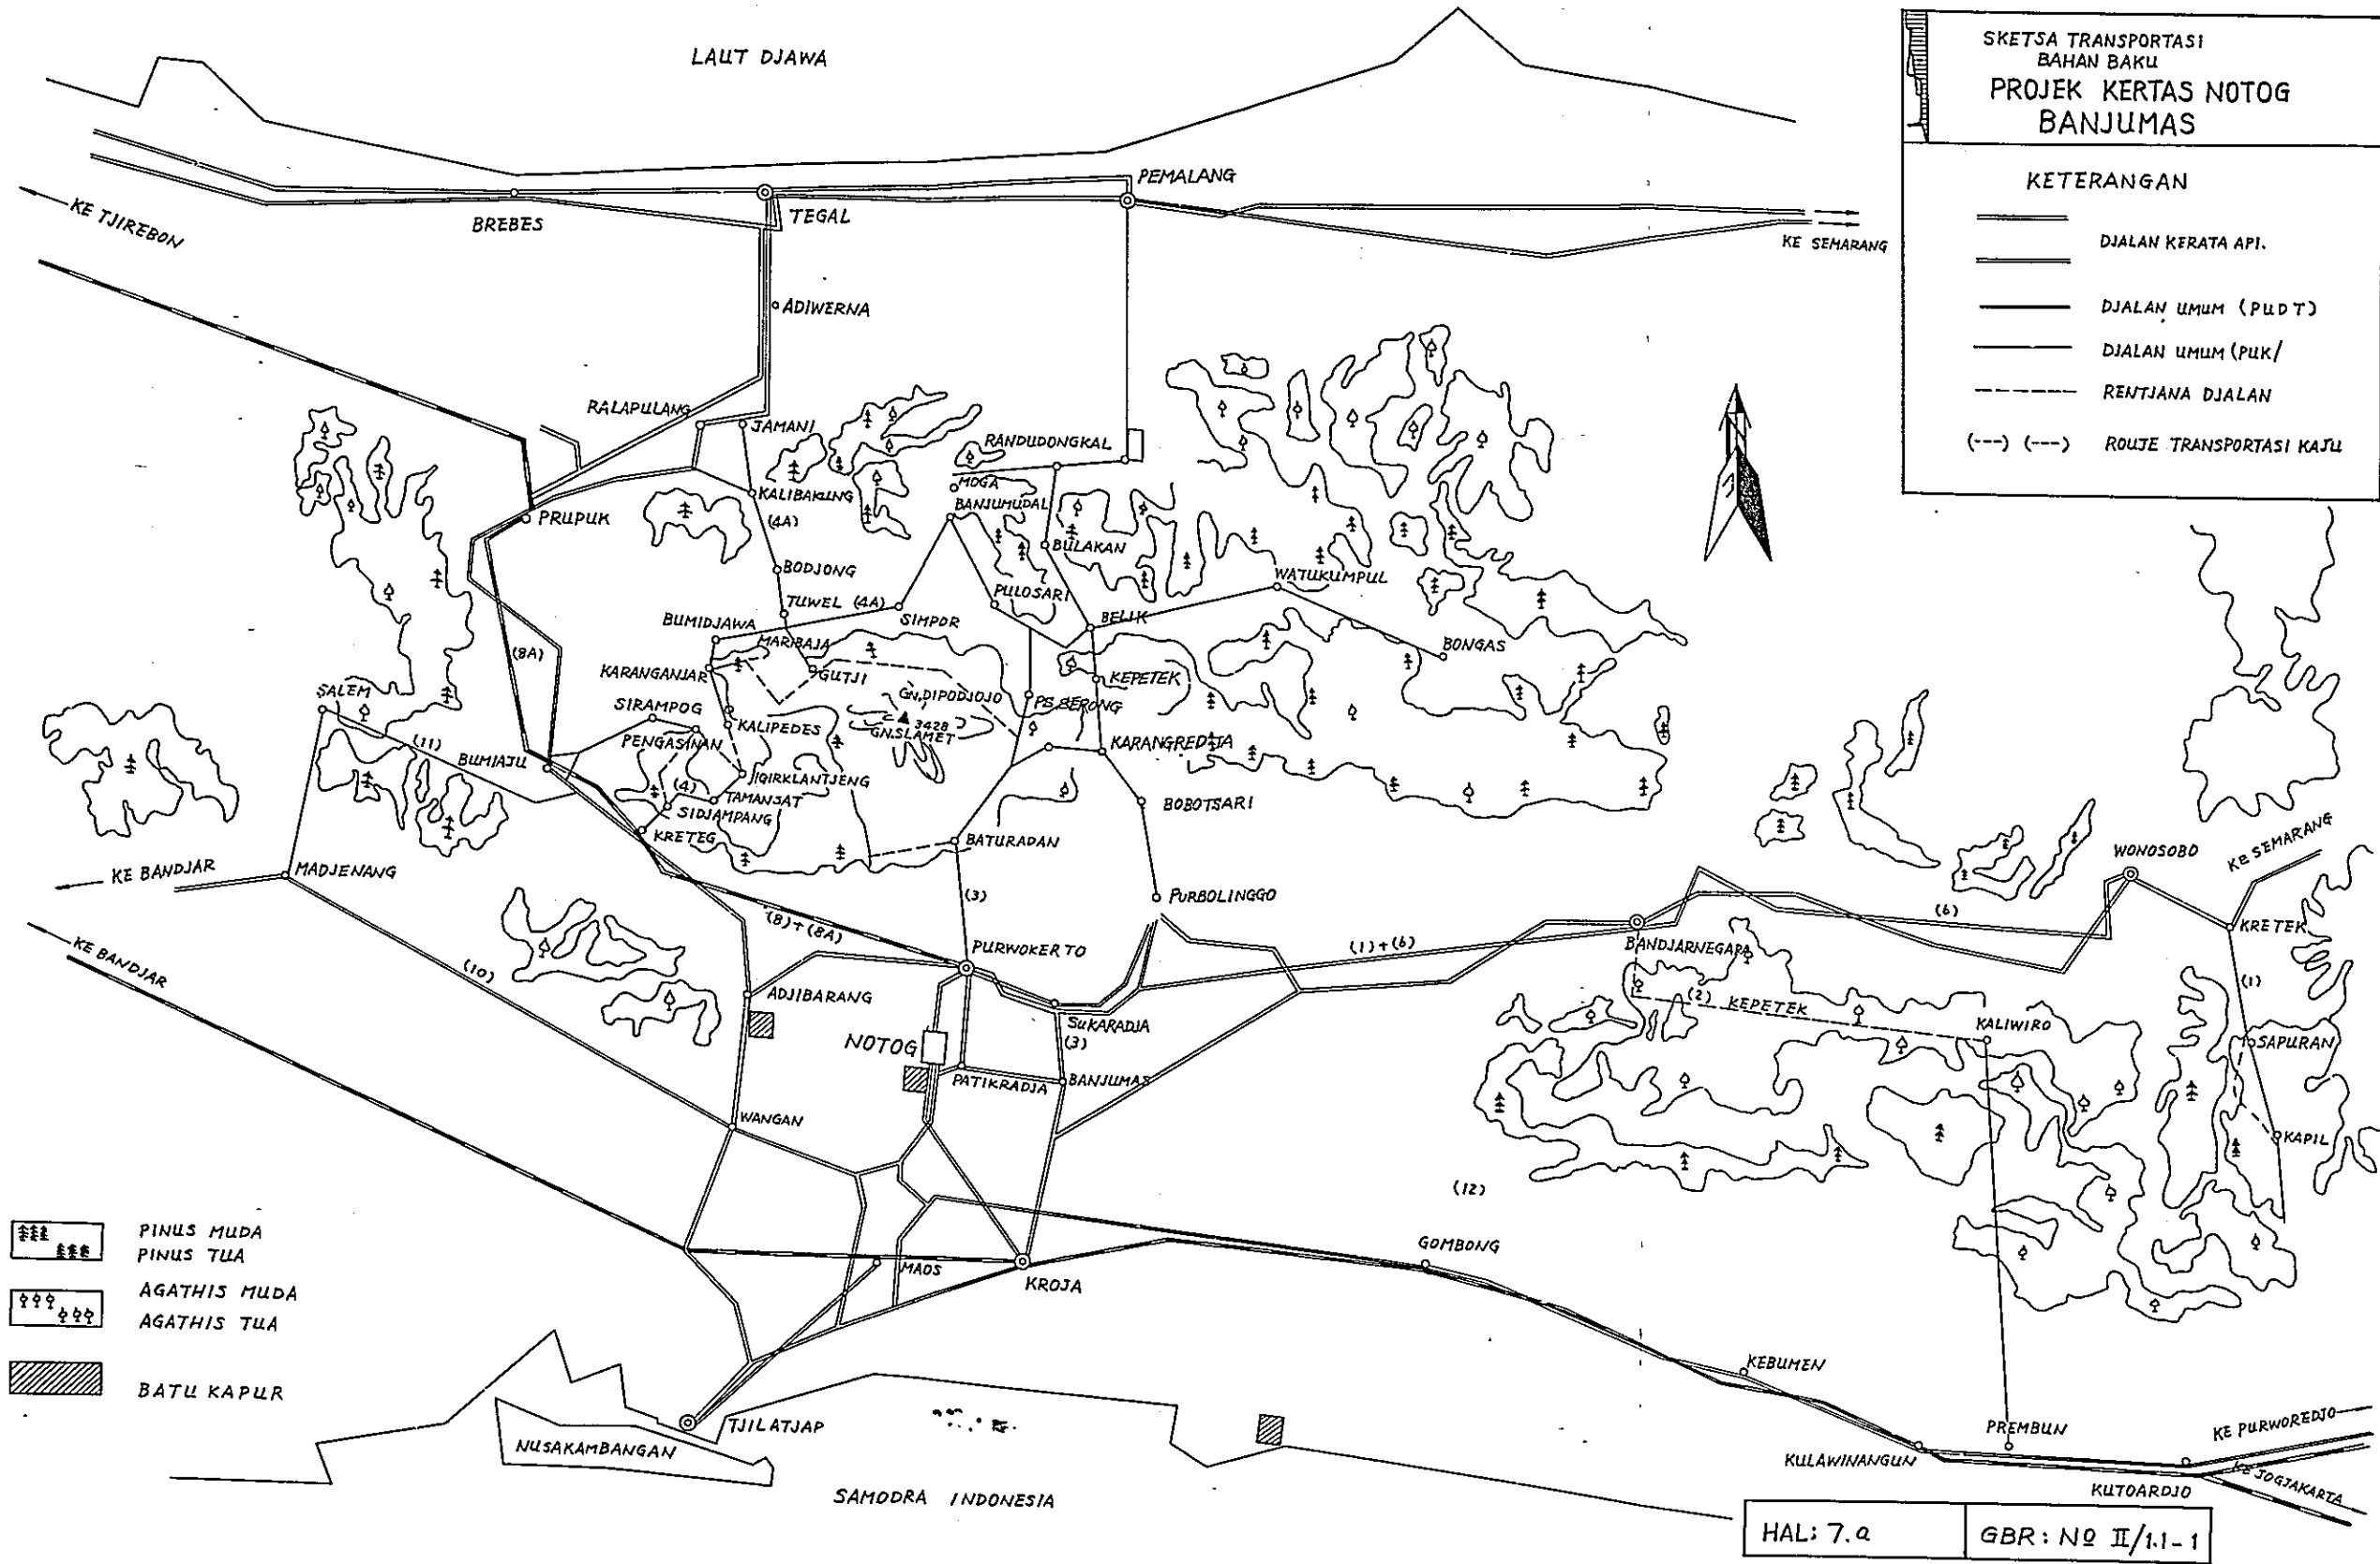 LAUT DJAWA
SKETSA TRANSPORTASI
BAHAN BAKU
PROJEK KERTAS NOTOG
BANJUMAS
KETERANGAN
DJALAN KERATA API.
DJALAN UMUM (PUDT)
DJALAN UMUM (PUK/
RENTJANA DJALAN
(---) (---) ROUJE TRANSPORTASI KAJU
KE TJIREBON
BREBES
TEGAL
PEMALANG
KE SEMARANG
ADIWERNA
RALAPULANG
JAMANI
RANDUDONGKAL
KALIBAKUNG
MOGA
BANJUMUDAL
PRUPUK
(4A)
BULAKAN
BODJONG
WATUKUMPUL
TUWEL (4A)
PULOSARI
SIMPOR
BELIK
BUMIDJAWA
MARIBAJA
BONGAS
(8A)
KARANGANJAR
GUTJI
KEPETEK
SALEM
GN.DIPODJOJO
PS.SERONG
SIRAMPOG
KALIPEDES
3428
GN.SLAMET
PENGASINAN
(11)
KARANGREDJA
BUMIAJU
JIGIRKLANTJENG
(4)
TAMANSAT
BOBOTSARI
SIDJAMPANG
KRETEG
BATURADAN
KE BANDJAR
MADJENANG
WONOSOBO
KE SEMARANG
(3)
PURBOLINGGO
(8)+(8A)
(6)
KRETEK
PURWOKERTO
(1)+(6)
BANDJARNEGARA
KE BANDJAR
(10)
ADJIBARANG
(2) KEPETEK
(1)
SUKARADJA
KALIWIRO
NOTOG
(3)
SAPURAN
PATIKRADJA
BANJUMAS
WANGAN
KAPIL
(12)
PINUS MUDA
PINUS TUA
GOMBONG
MAOS
KROJA
AGATHIS MUDA
AGATHIS TUA
KEBUMEN
BATU KAPUR
TJILATJAP
PREMBUN
KE PURWOREDJO
NUSAKAMBANGAN
KULAWINANGUN
KE JOGJAKARTA
KUTOARDJO
SAMODRA INDONESIA
HAL: 7.a
GBR: Nº II/1.1-1